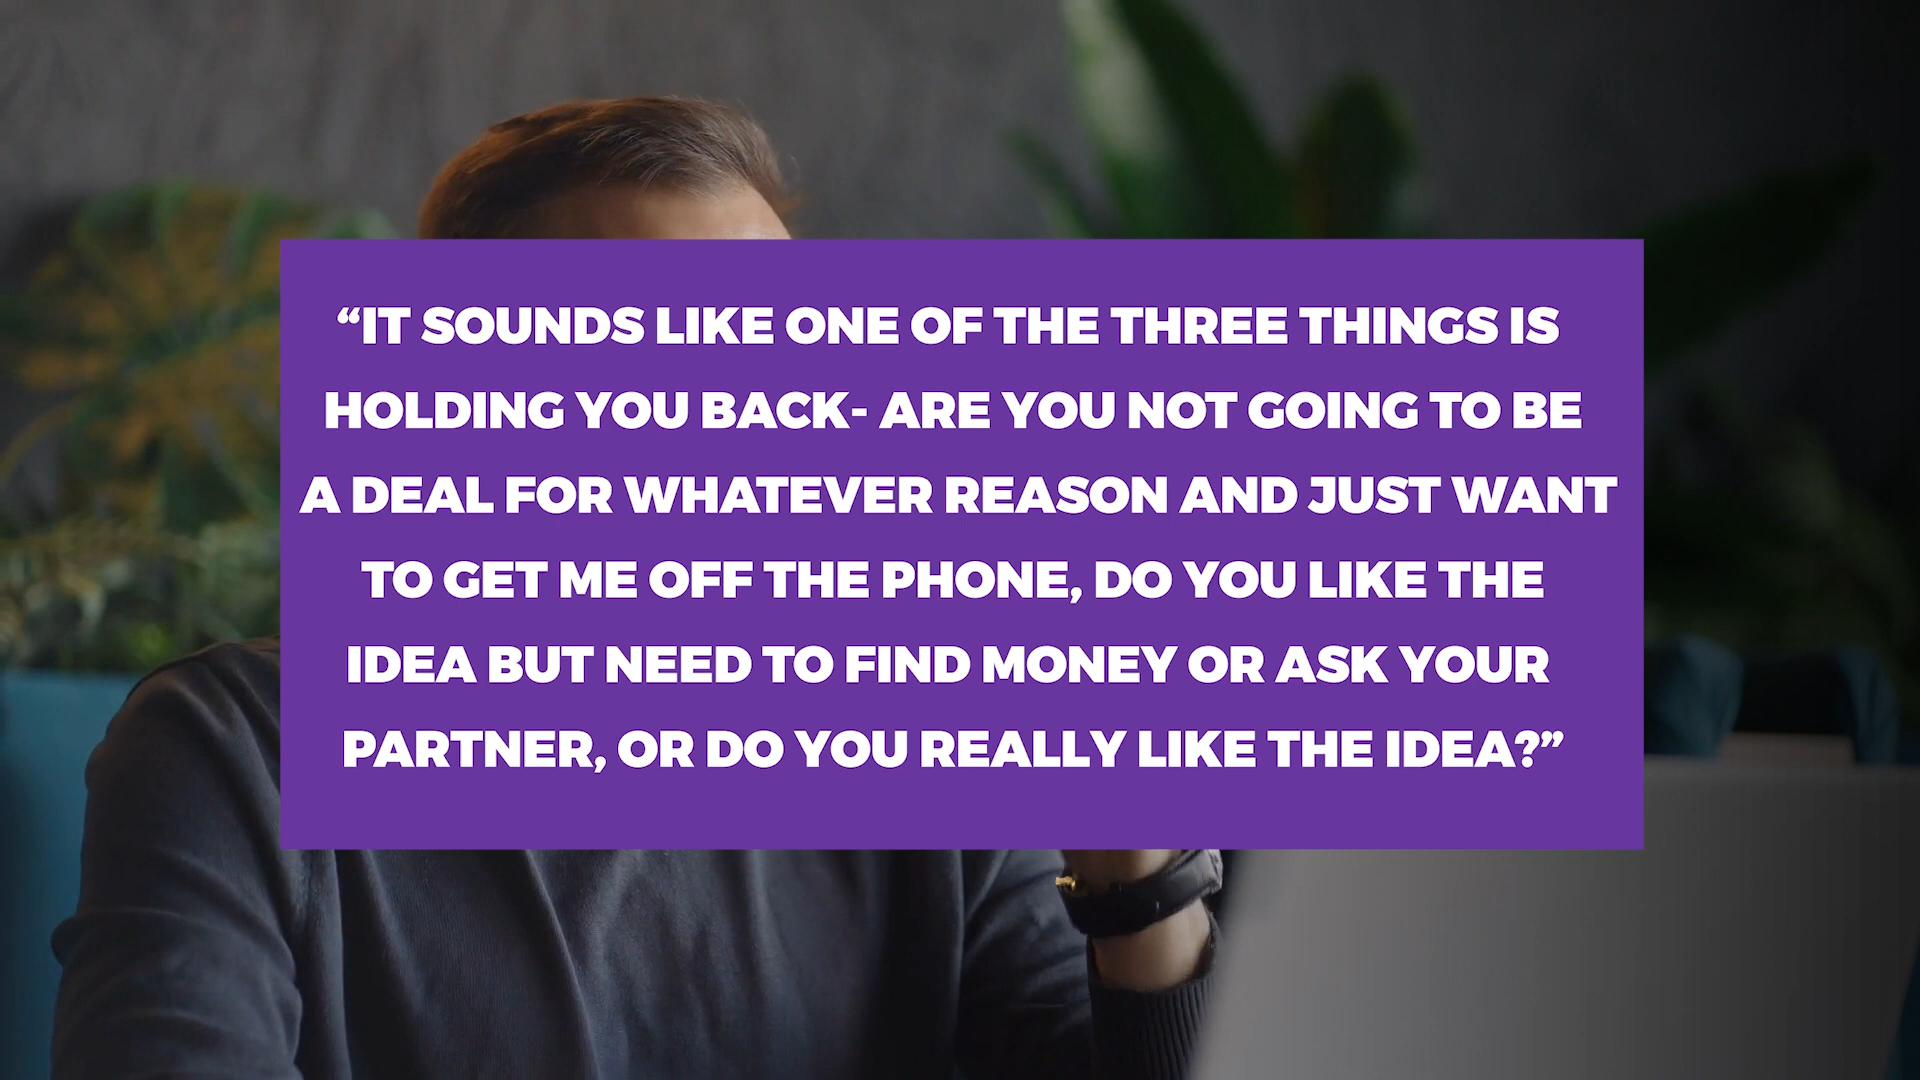 “IT SOUNDS LIKE ONE OF THE THREE THINGS IS
HOLDING YOU BACK- ARE YOU NOT GOING TO BE
A DEAL FOR WHATEVER REASON AND JUST WANT
TO GET ME OFF THE PHONE, DO YOU LIKE THE
IDEA BUT NEED TO FIND MONEY OR ASK YOUR
PARTNER, OR DO YOU REALLY LIKE THE IDEA?”